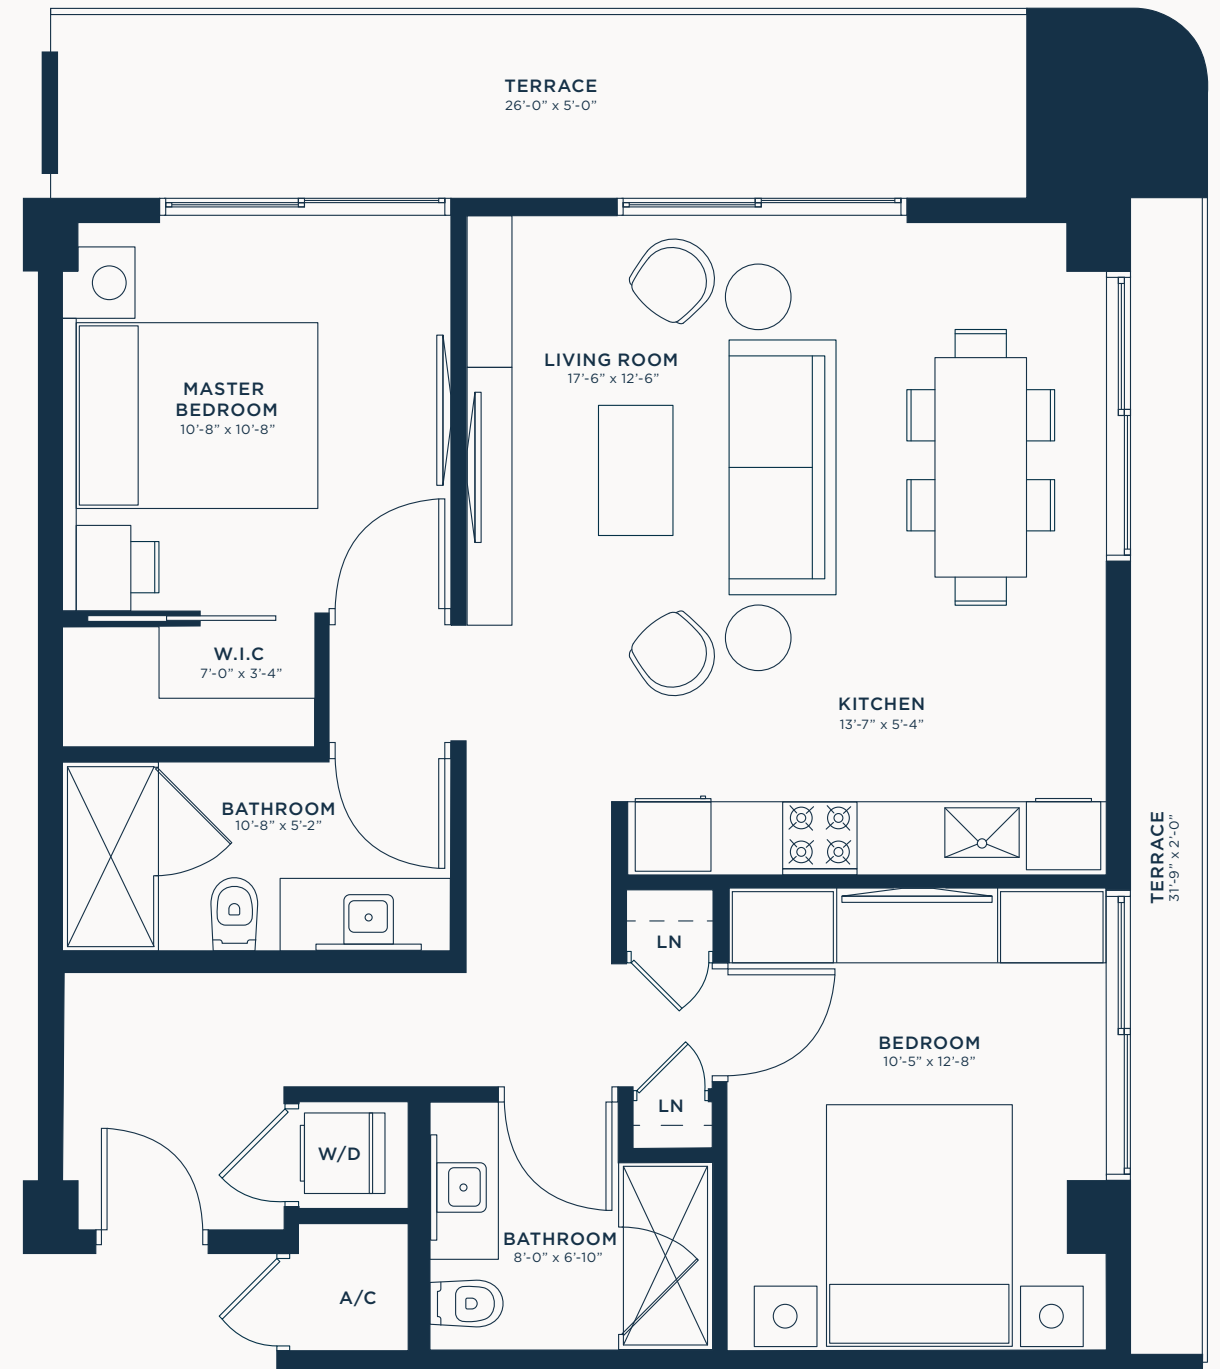 TERRACE
26’-0” x 5’-0”
LIVING ROOM
17’-6” x 12’-6”
MASTER
BEDROOM
10’-8” x 10’-8”
W.I.C
7’-0” x 3’-4”
KITCHEN
13’-7” x 5’-4”
BATHROOM
10’-8” x 5’-2”
TERRACE
31’-9” x 2’-0”
LN
BEDROOM
10’-5” x 12’-8”
LN
W/D
BATHROOM
8’-0” x 6’-10”
A/C